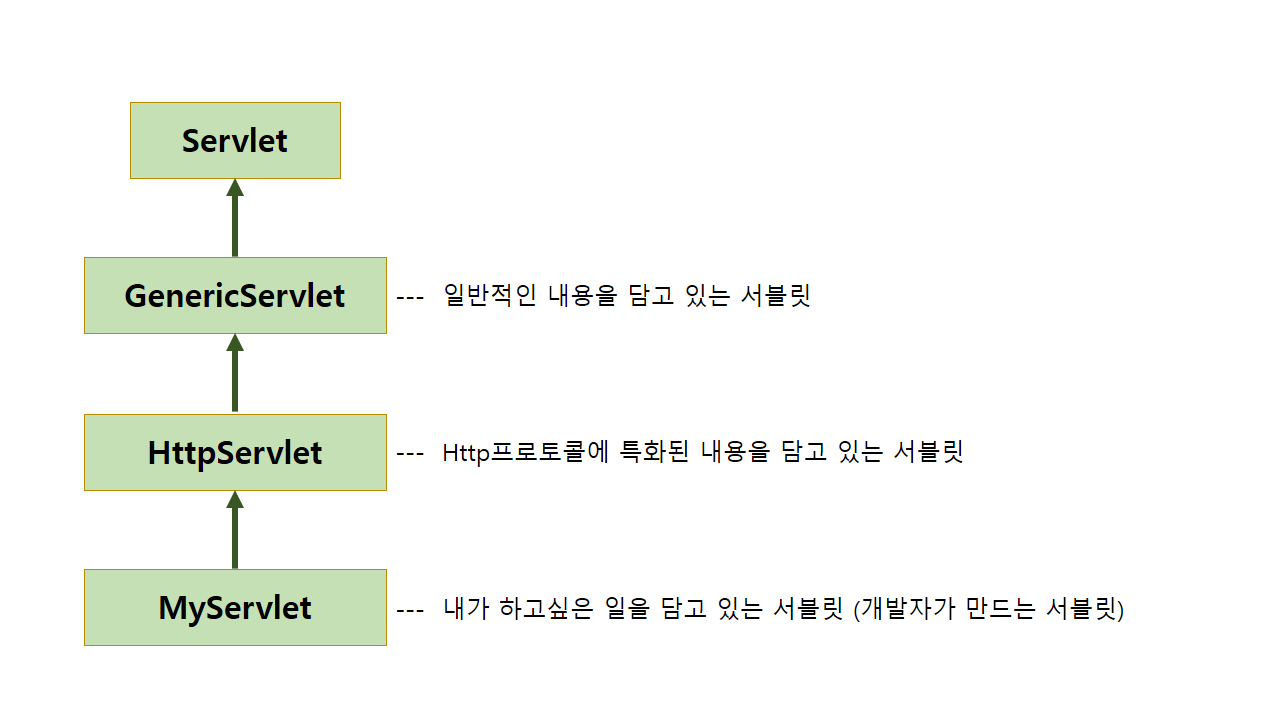 Servlet
GenericServlet --- 일반적인 내용을 담고 있는 서블릿
HttpServlet --- Http프로토콜에 특화된 내용을 담고 있는 서블릿
MyServlet --- 내가 하고싶은 일을 담고 있는 서블릿 (개발자가 만드는 서블릿)